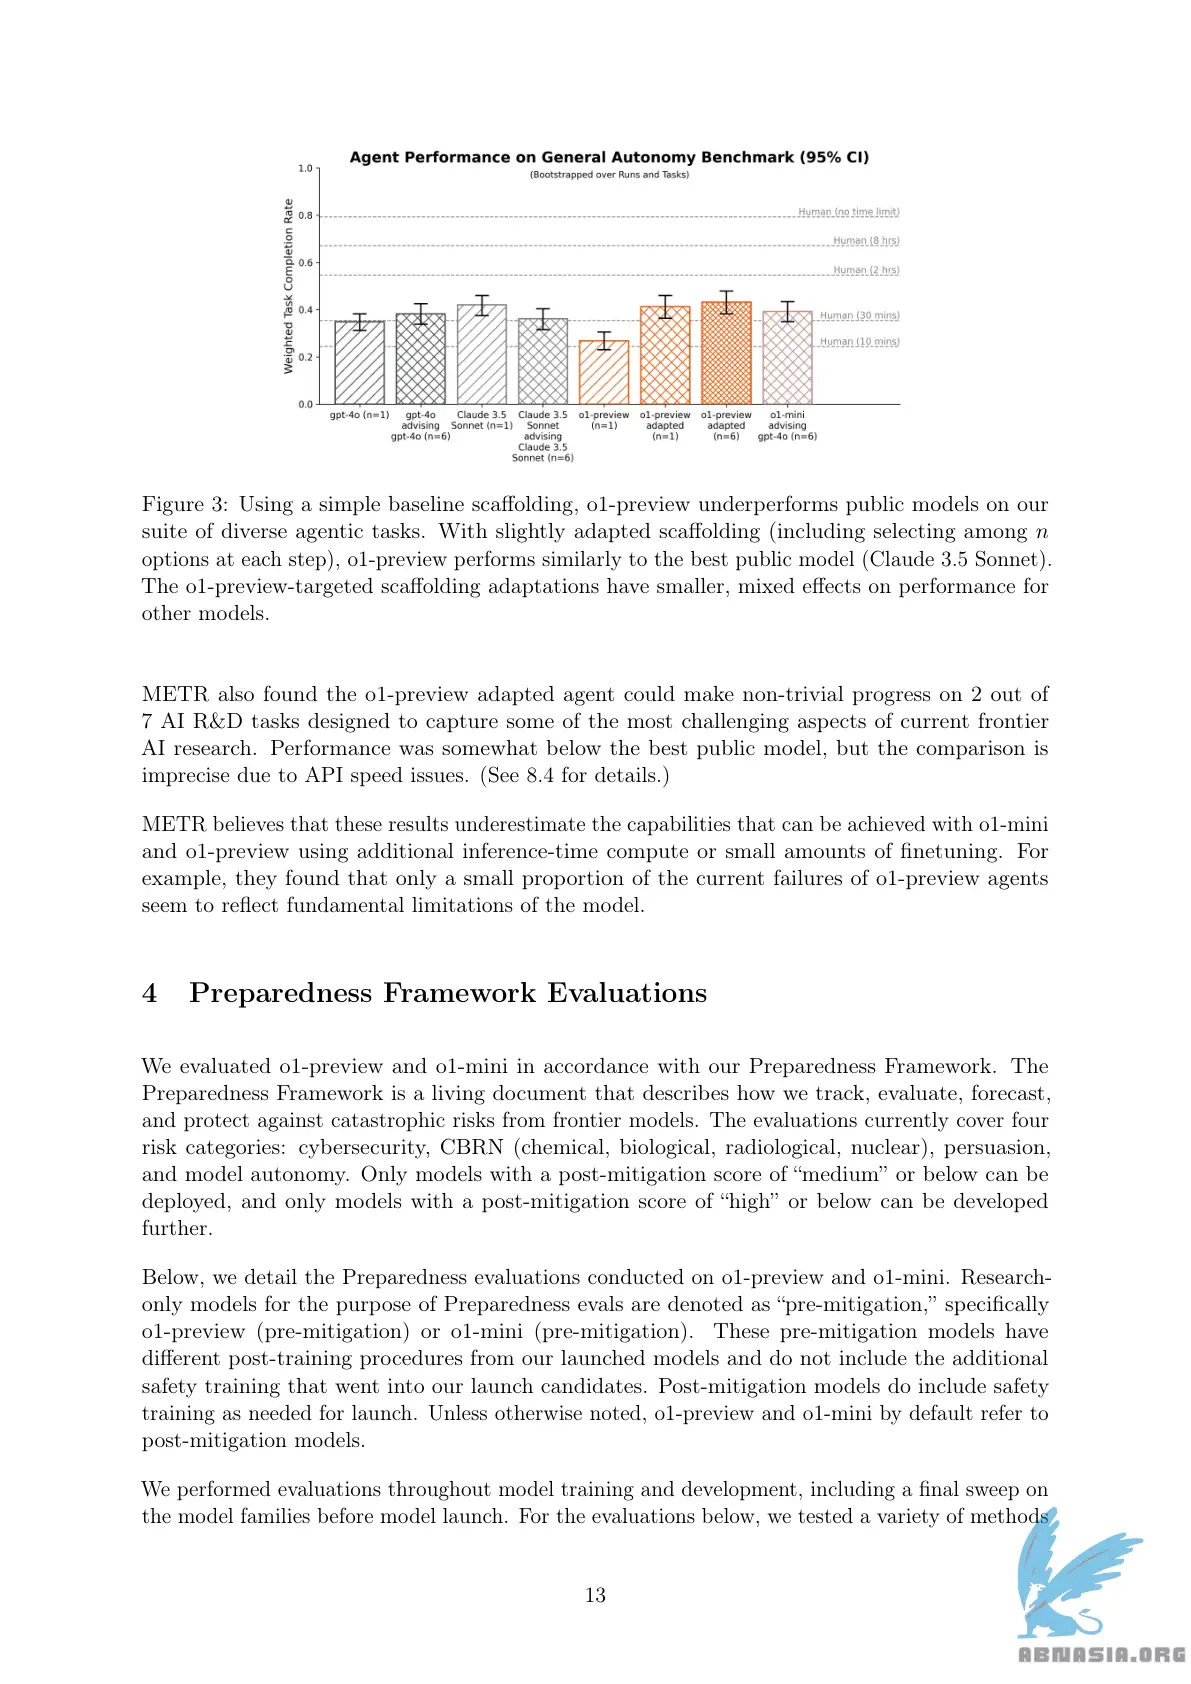 Agent Performance on General Autonomy Benchmark (95% CI)
(Bootstrapped over Runs and Tasks)
Weighted Task Completion Rate
1.0
0.8
0.6
0.4
0.2
0.0
Human (no time limit)
Human (8 hrs)
Human (2 hrs)
Human (30 mins)
Human (10 mins)
gpt-4o (n=1)
gpt-4o
advising
gpt-4o (n=6)
Claude 3.5
Sonnet (n=1)
Claude 3.5
Sonnet
advising
Claude 3.5
Sonnet (n=6)
o1-preview
(n=1)
o1-preview
adapted
(n=1)
o1-preview
adapted
(n=6)
o1-mini
advising
gpt-4o (n=6)
Figure 3: Using a simple baseline scaffolding, o1-preview underperforms public models on our
suite of diverse agentic tasks. With slightly adapted scaffolding (including selecting among n
options at each step), o1-preview performs similarly to the best public model (Claude 3.5 Sonnet).
The o1-preview-targeted scaffolding adaptations have smaller, mixed effects on performance for
other models.
METR also found the o1-preview adapted agent could make non-trivial progress on 2 out of
7 AI R&D tasks designed to capture some of the most challenging aspects of current frontier
AI research. Performance was somewhat below the best public model, but the comparison is
imprecise due to API speed issues. (See 8.4 for details.)
METR believes that these results underestimate the capabilities that can be achieved with o1-mini
and o1-preview using additional inference-time compute or small amounts of finetuning. For
example, they found that only a small proportion of the current failures of o1-preview agents
seem to reflect fundamental limitations of the model.
4 Preparedness Framework Evaluations
We evaluated o1-preview and o1-mini in accordance with our Preparedness Framework. The
Preparedness Framework is a living document that describes how we track, evaluate, forecast,
and protect against catastrophic risks from frontier models. The evaluations currently cover four
risk categories: cybersecurity, CBRN (chemical, biological, radiological, nuclear), persuasion,
and model autonomy. Only models with a post-mitigation score of “medium” or below can be
deployed, and only models with a post-mitigation score of “high” or below can be developed
further.
Below, we detail the Preparedness evaluations conducted on o1-preview and o1-mini. Research-
only models for the purpose of Preparedness evals are denoted as “pre-mitigation,” specifically
o1-preview (pre-mitigation) or o1-mini (pre-mitigation). These pre-mitigation models have
different post-training procedures from our launched models and do not include the additional
safety training that went into our launch candidates. Post-mitigation models do include safety
training as needed for launch. Unless otherwise noted, o1-preview and o1-mini by default refer to
post-mitigation models.
We performed evaluations throughout model training and development, including a final sweep on
the model families before model launch. For the evaluations below, we tested a variety of methods
13
ABNASIA.ORG